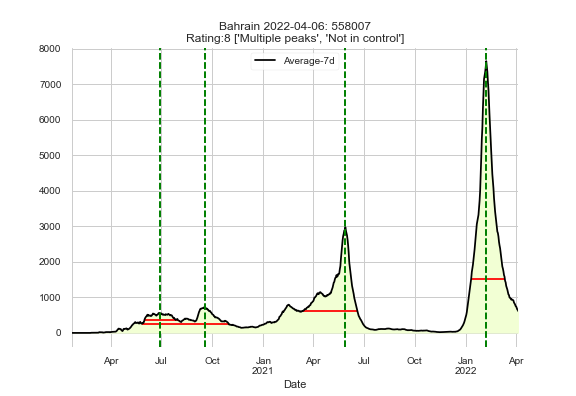 Bahrain 2022-04-06: 558007
Rating:8 ['Multiple peaks', 'Not in control']
Average-7d
8000
7000
6000
5000
4000
3000
2000
1000
0
Apr Jul Oct Jan Apr Jul Oct Jan Apr
2021 2022
Date